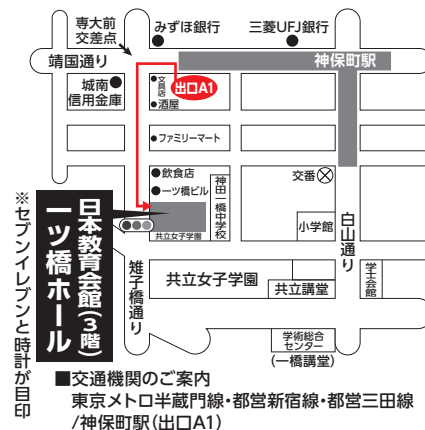 専大前
交差点
みずほ銀行
三菱UFJ銀行
靖国通り
神保町駅
城南
信用金庫
文具店
出口A1
酒屋
ファミリーマート
飲食店
一ツ橋ビル
神田一橋中学校
交番
共立女子学園
小学館
白山通り
日本教育会館(3階)
一ツ橋ホール
※セブンイレブンと時計が目印
雉子橋通り
共立女子学園
共立講堂
学士会館
学術総合
センター
(一橋講堂)
■交通機関のご案内
東京メトロ半蔵門線・都営新宿線・都営三田線
/神保町駅(出口A1)